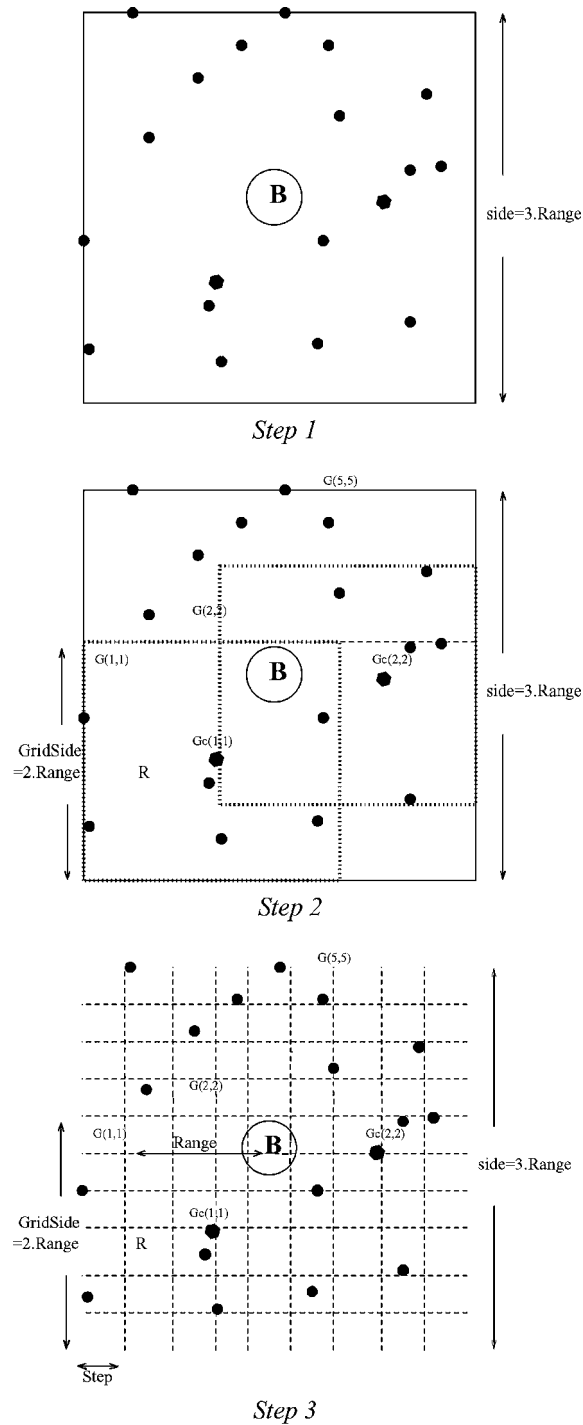 B
side=3.Range
Step 1
G(5,5)
G(2,2)
G(1,1)
B
Gc(2,2)
side=3.Range
Gc(1,1)
GridSide
=2.Range
R
Step 2
G(5,5)
G(2,2)
G(1,1)
Range
B
Gc(2,2)
side=3.Range
Gc(1,1)
GridSide
=2.Range
R
Step
Step 3